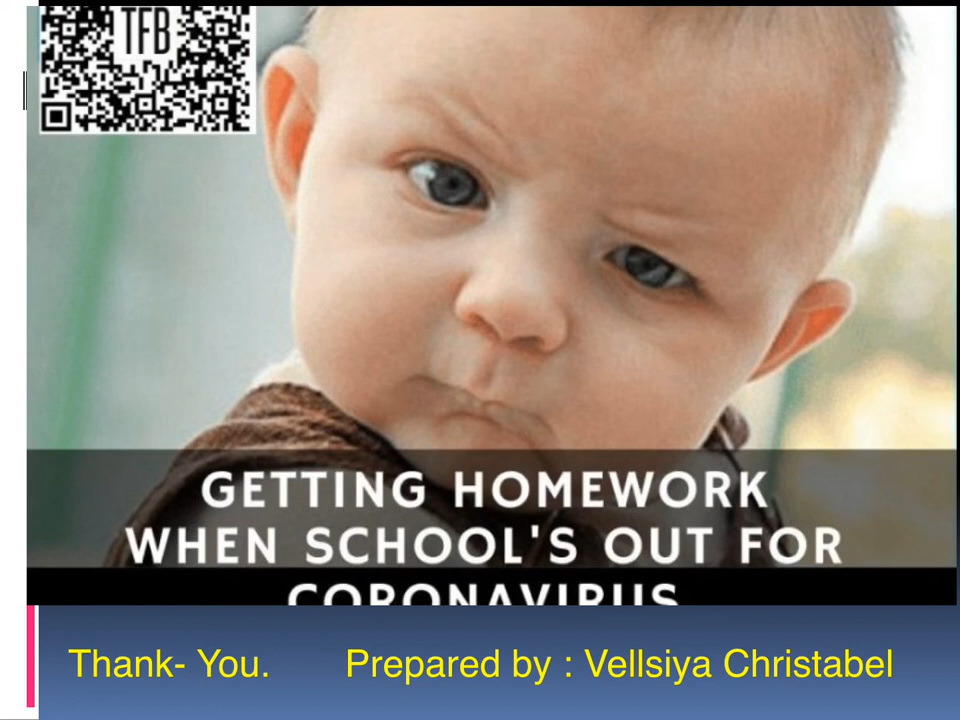 TFB
GETTING HOMEWORK
WHEN SCHOOL'S OUT FOR
CORONAVIRUS
Thank- You. Prepared by : Vellsiya Christabel